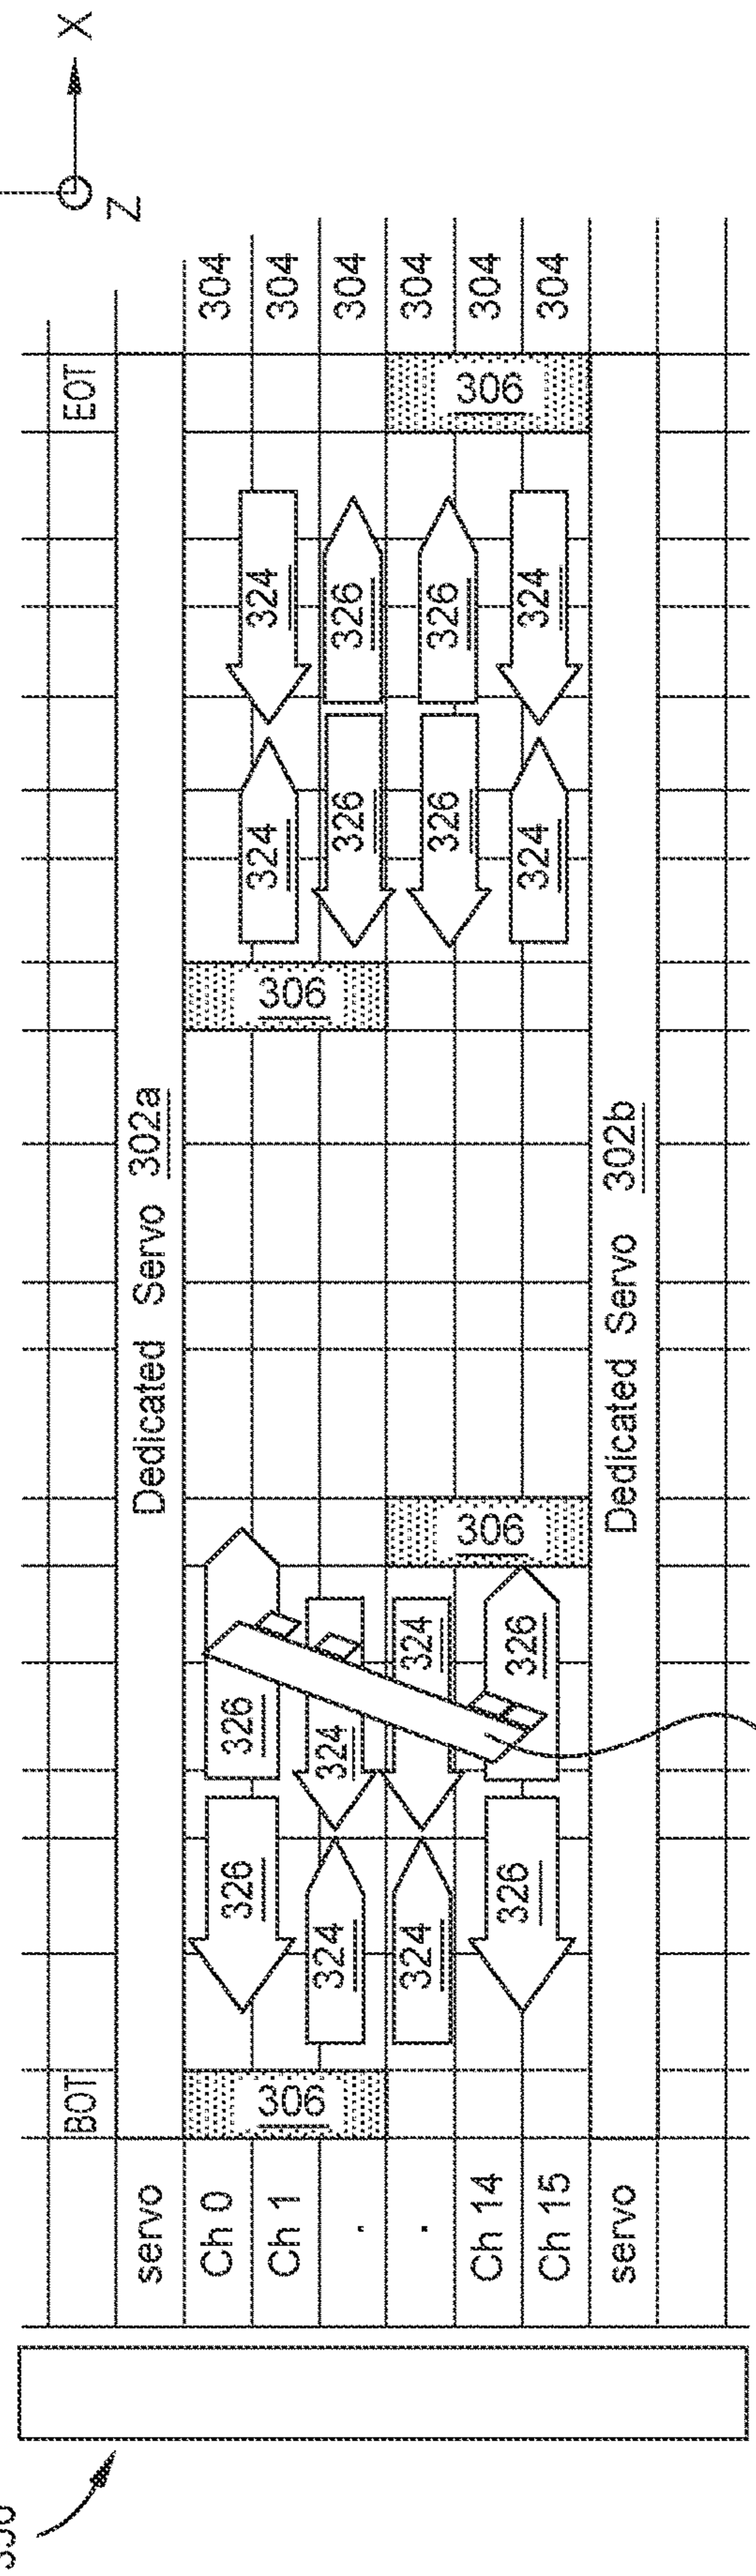 X
Z
BOT EOT
servo Dedicated Servo 302a
Ch 0 304
326 326 324 324
Ch 1 306 306 304
. 324 324 326 326 304
. 324 324 326 326 304
Ch 14 306 306 304
326 326 324 324
Ch 15 304
servo Dedicated Servo 302b